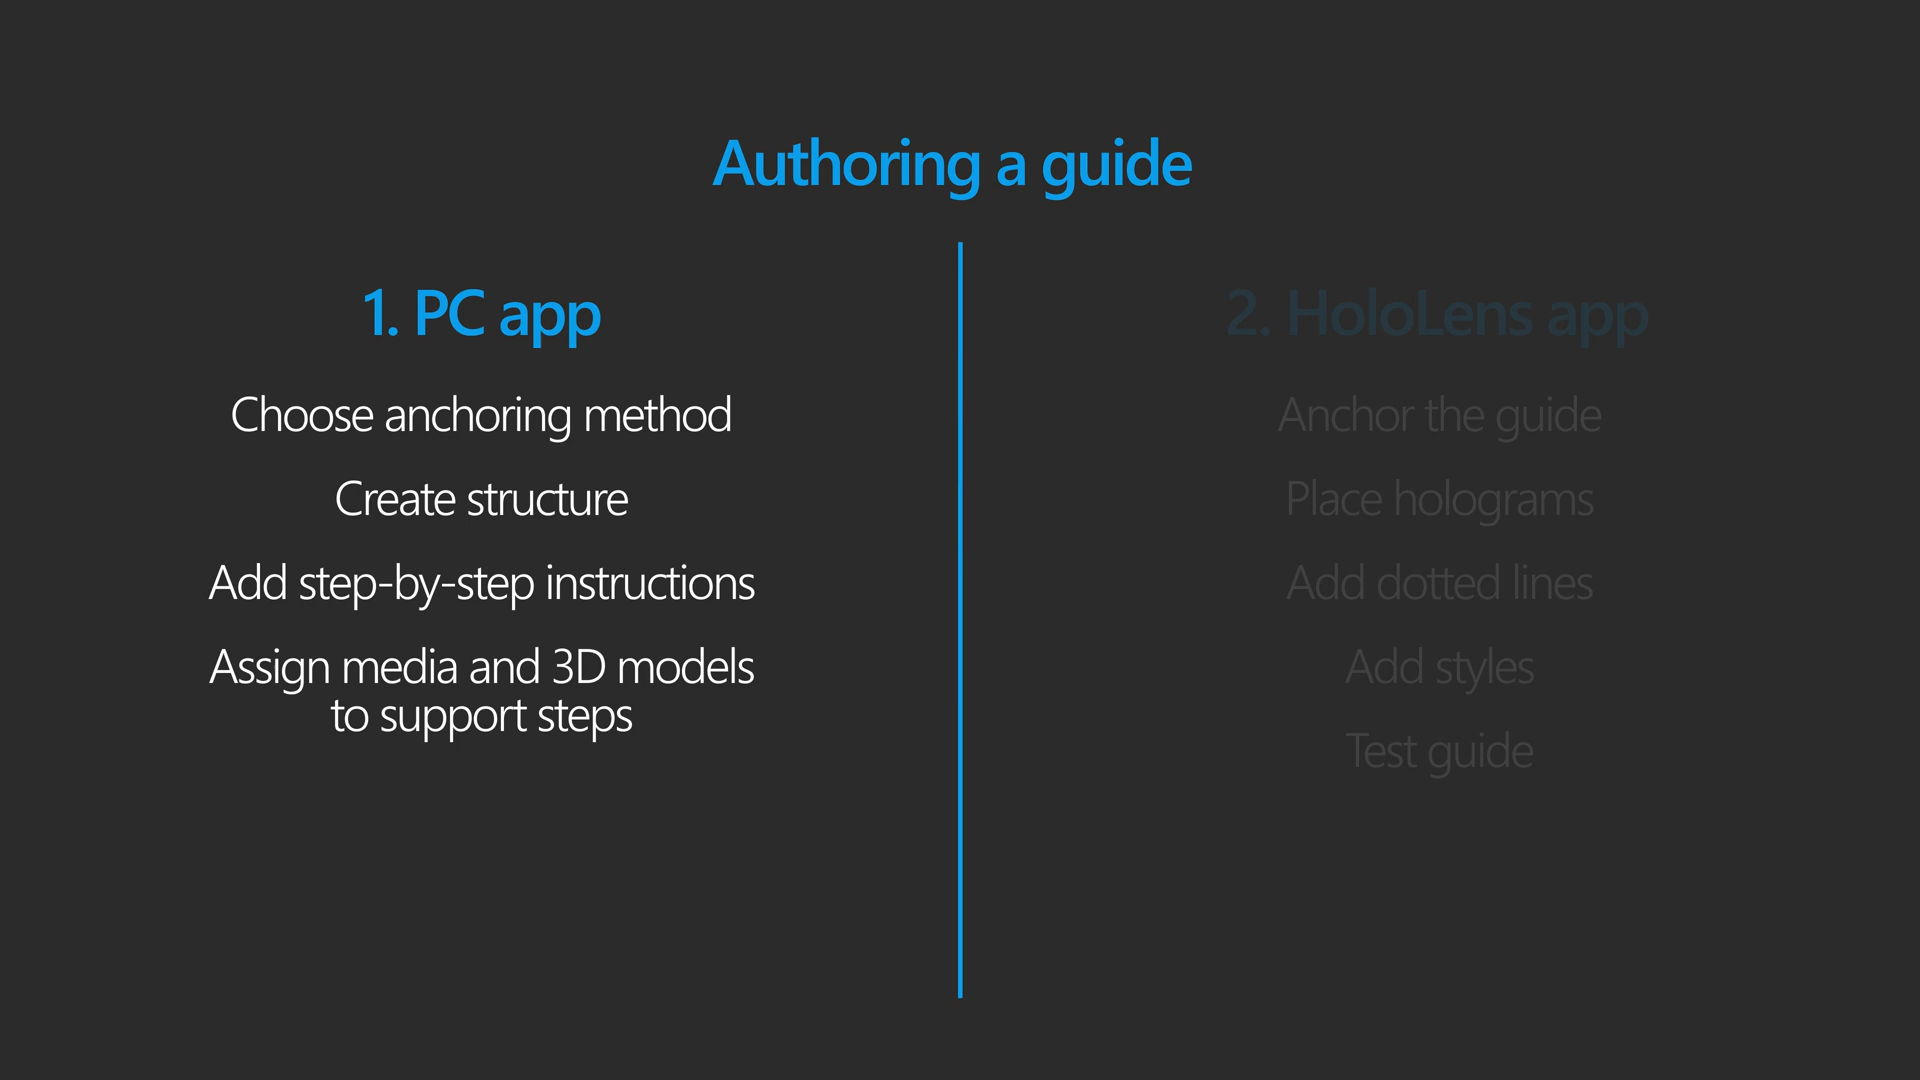 Authoring a guide
1. PC app
Choose anchoring method
Create structure
Add step-by-step instructions
Assign media and 3D models
to support steps
2. HoloLens app
Anchor the guide
Place holograms
Add dotted lines
Add styles
Test guide